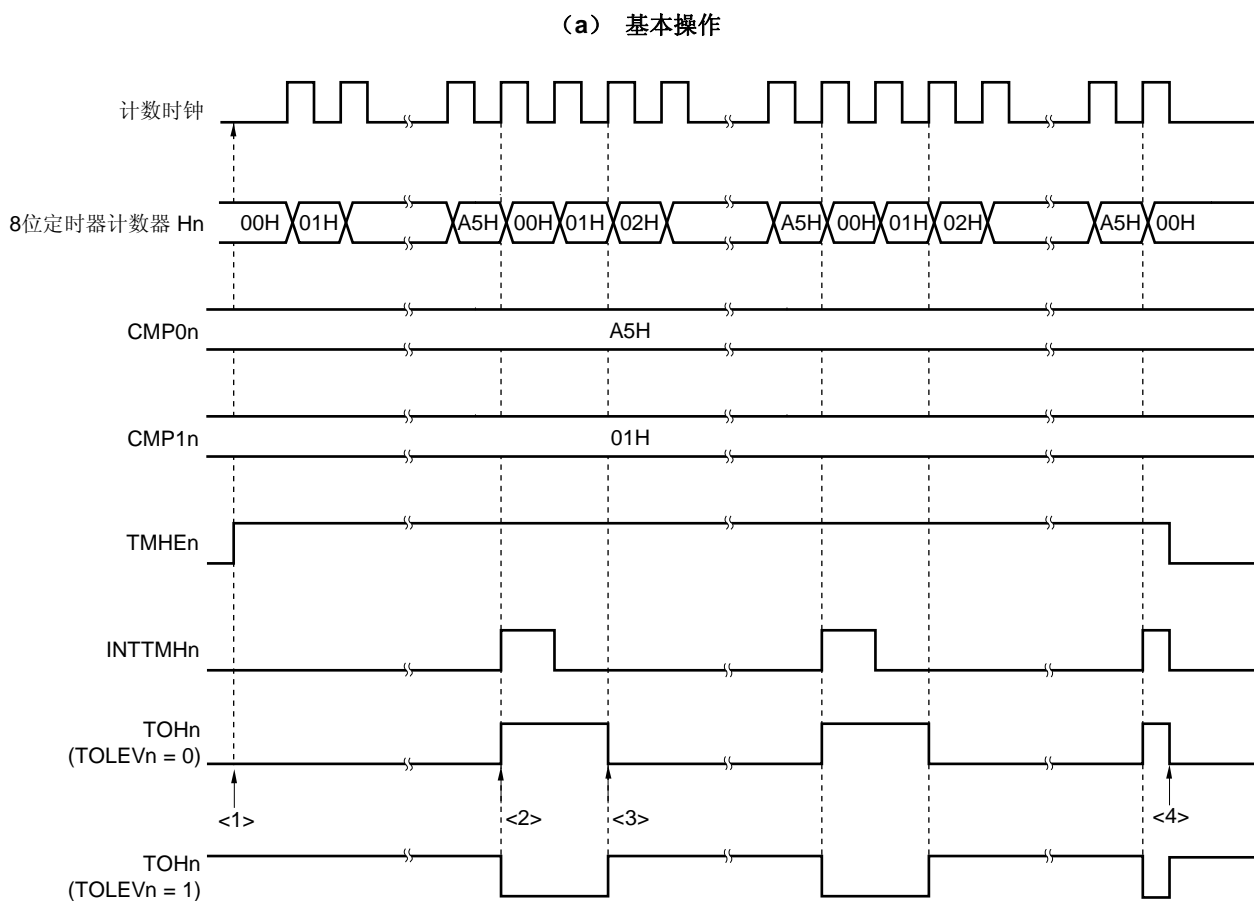 （a） 基本操作
计数时钟
8位定时器计数器 Hn
00H 01H A5H 00H 01H 02H A5H 00H 01H 02H A5H 00H
CMP0n
A5H
CMP1n
01H
TMHEn
INTTMHn
TOHn
(TOLEVn = 0)
<1> <2> <3> <4>
TOHn
(TOLEVn = 1)